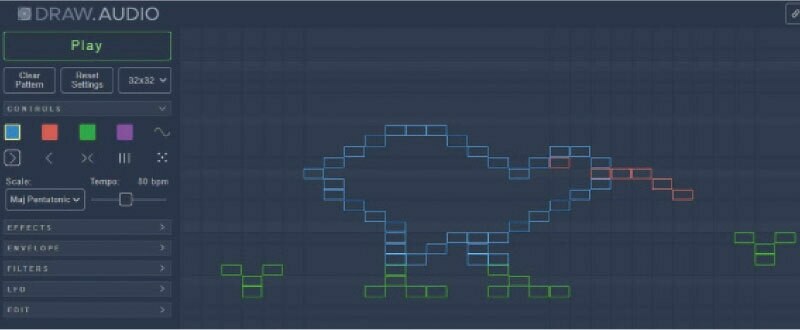 DRAW.AUDIO
Play
Clear Pattern
Reset Settings
32x32
CONTROLS
Scale:
Tempo: 80 bpm
Maj Pentatonic
EFFECTS
ENVELOPE
FILTERS
LFO
EDIT